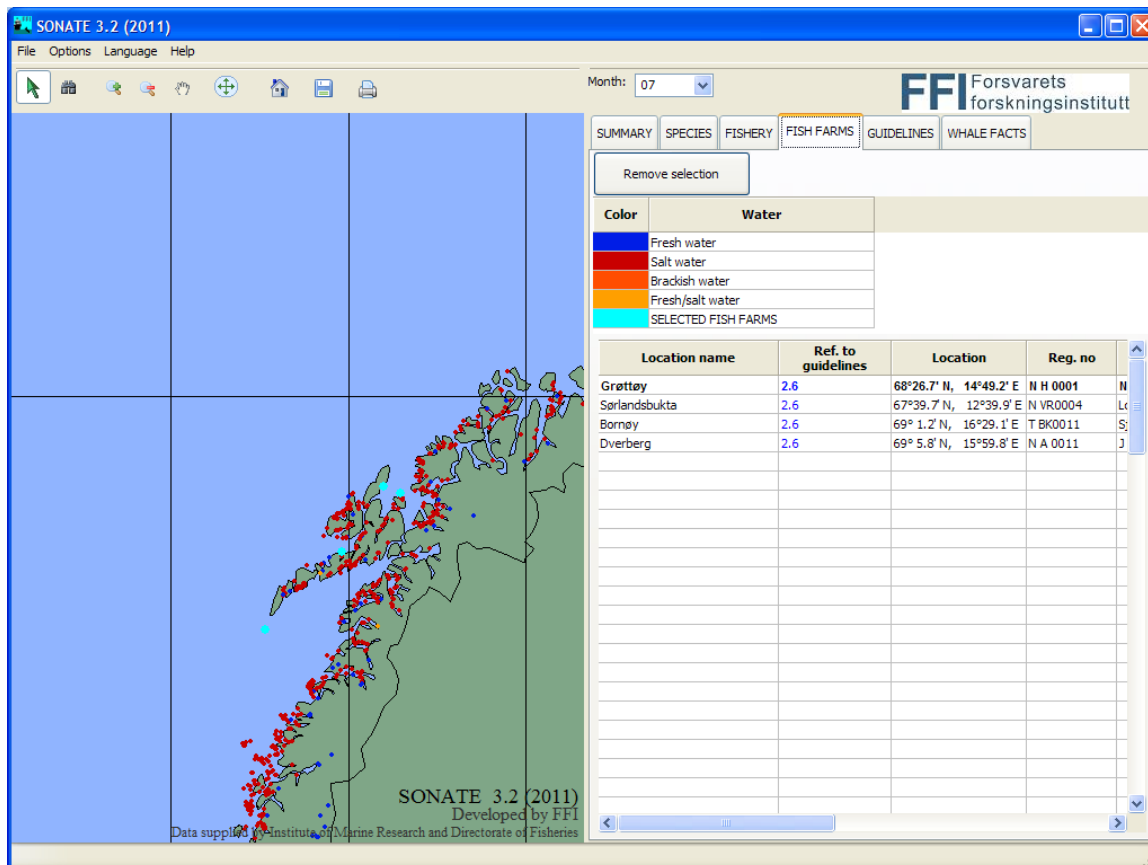 SONATE 3.2 (2011)
File Options Language Help
Month: 07
FFI Forsvarets
forskningsinstitutt
SUMMARY SPECIES FISHERY FISH FARMS GUIDELINES WHALE FACTS
Remove selection
Color Water
Fresh water
Salt water
Brackish water
Fresh/salt water
SELECTED FISH FARMS
Location name Ref. to guidelines Location Reg. no
Grøttøy 2.6 68°26.7' N, 14°49.2' E N H 0001 N
Sørlandsbukta 2.6 67°39.7' N, 12°39.9' E N VR0004
Bornøy 2.6 69° 1.2' N, 16°29.1' E T BK0011
Dverberg 2.6 69° 5.8' N, 15°59.8' E N A 0011 J
SONATE 3.2 (2011)
Developed by FFI
Data supplied by Institute of Marine Research and Directorate of Fisheries